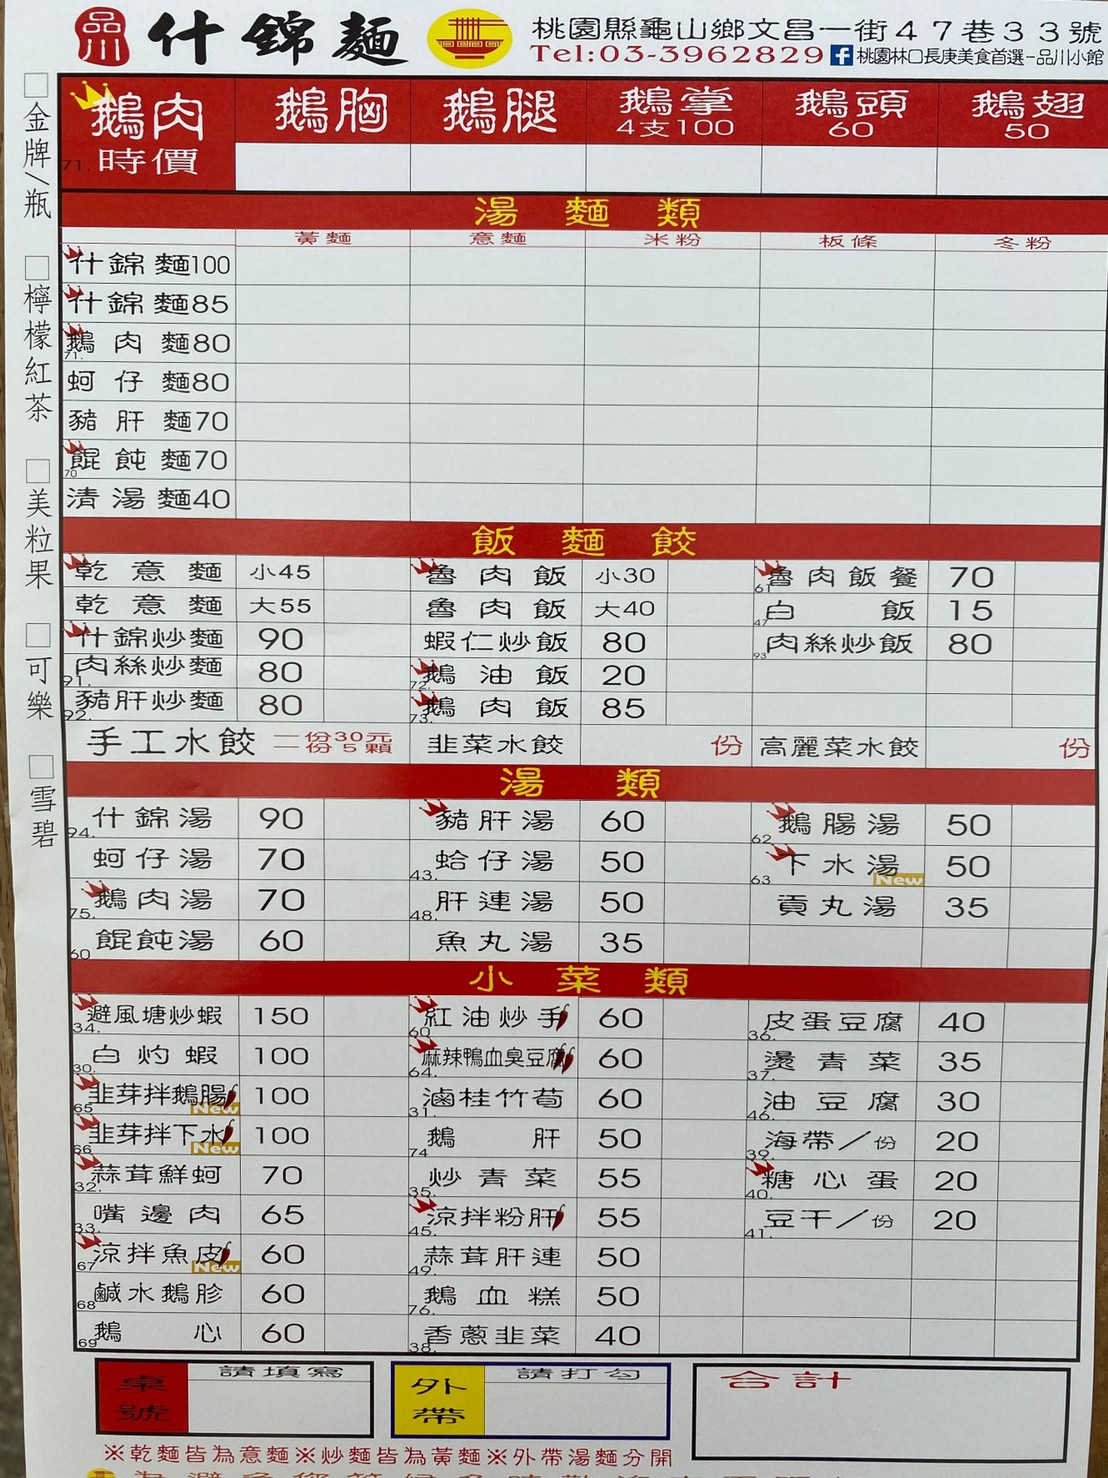 品川 什錦麵 桃園縣龜山鄉文昌一街47巷33號
Tel:03-3962829 桃園林口長庚美食首選-品川小館
□金牌/瓶
□檸檬紅茶
□美粒果
□可樂
□雪碧
鵝肉 鵝胸 鵝腿 鵝掌 鵝頭 鵝翅
71. 時價 4支100 60 50
湯麵類
黃麵 意麵 米粉 板條 冬粉
什錦麵100
什錦麵85
鵝肉麵80
71.
蚵仔麵80
豬肝麵70
餛飩麵70
70
清湯麵40
飯麵餃
乾意麵 小45 魯肉飯 小30 61 魯肉飯餐 70
乾意麵 大55 魯肉飯 大40 47 白飯 15
什錦炒麵 90 蝦仁炒飯 80 93 肉絲炒飯 80
91. 肉絲炒麵 80 72. 鵝油飯 20
92. 豬肝炒麵 80 73. 鵝肉飯 85
手工水餃 一份30元 一份5顆 韭菜水餃 份 高麗菜水餃 份
湯類
94. 什錦湯 90 豬肝湯 60 62 鵝腸湯 50
蚵仔湯 70 43. 蛤仔湯 50 63 下水湯 New 50
75. 鵝肉湯 70 48. 肝連湯 50 貢丸湯 35
60 餛飩湯 60 魚丸湯 35
小菜類
34. 避風塘炒蝦 150 60 紅油炒手 60 36. 皮蛋豆腐 40
30. 白灼蝦 100 64. 麻辣鴨血臭豆腐 60 37. 燙青菜 35
65 韭芽拌鵝腸 New 100 31. 滷桂竹荀 60 46. 油豆腐 30
66 韭芽拌下水 New 100 74 鵝肝 50 39. 海帶/份 20
32. 蒜茸鮮蚵 70 35. 炒青菜 55 40. 糖心蛋 20
33. 嘴邊肉 65 45. 涼拌粉肝 55 41. 豆干/份 20
67 涼拌魚皮 New 60 49. 蒜茸肝連 50
68 鹹水鵝胗 60 76. 鵝血糕 50
69 鵝心 60 38. 香蔥韭菜 40
桌號 請填寫 外帶 請打勾 合計
※乾麵皆為意麵※炒麵皆為黃麵※外帶湯麵分開